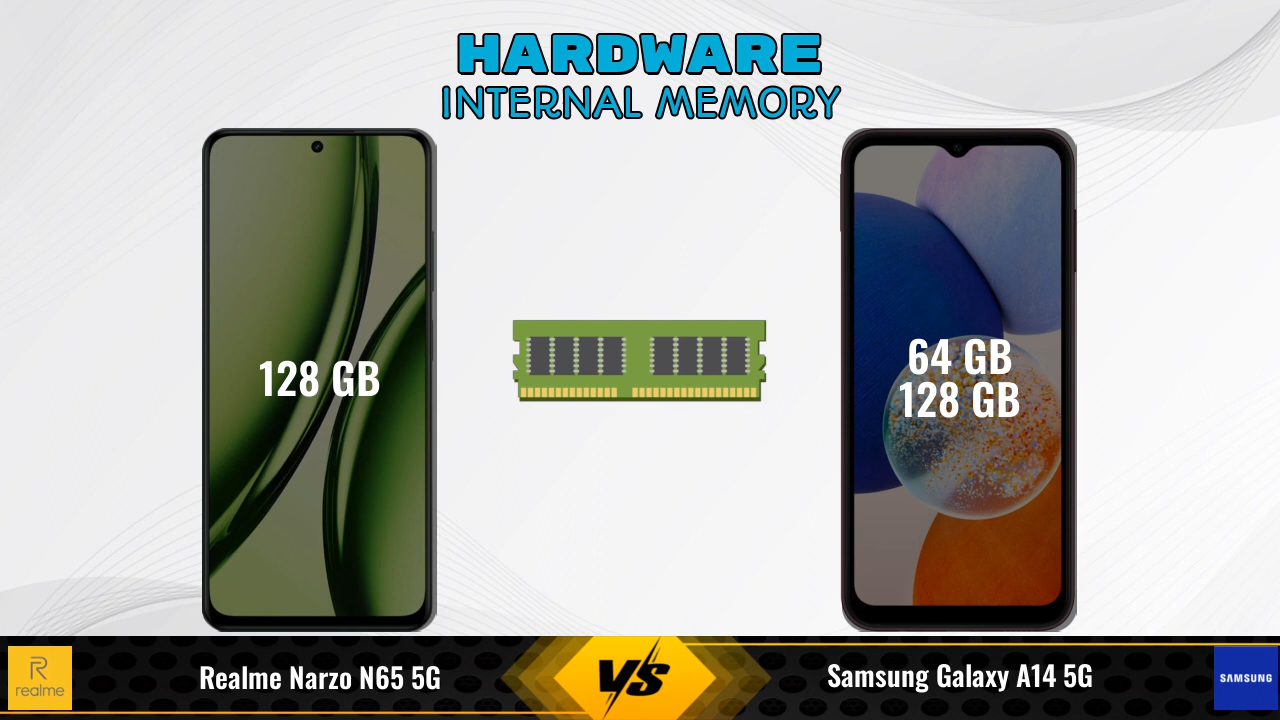 HARDWARE
INTERNAL MEMORY
128 GB
64 GB
128 GB
realme
Realme Narzo N65 5G
VS
Samsung Galaxy A14 5G
SAMSUNG